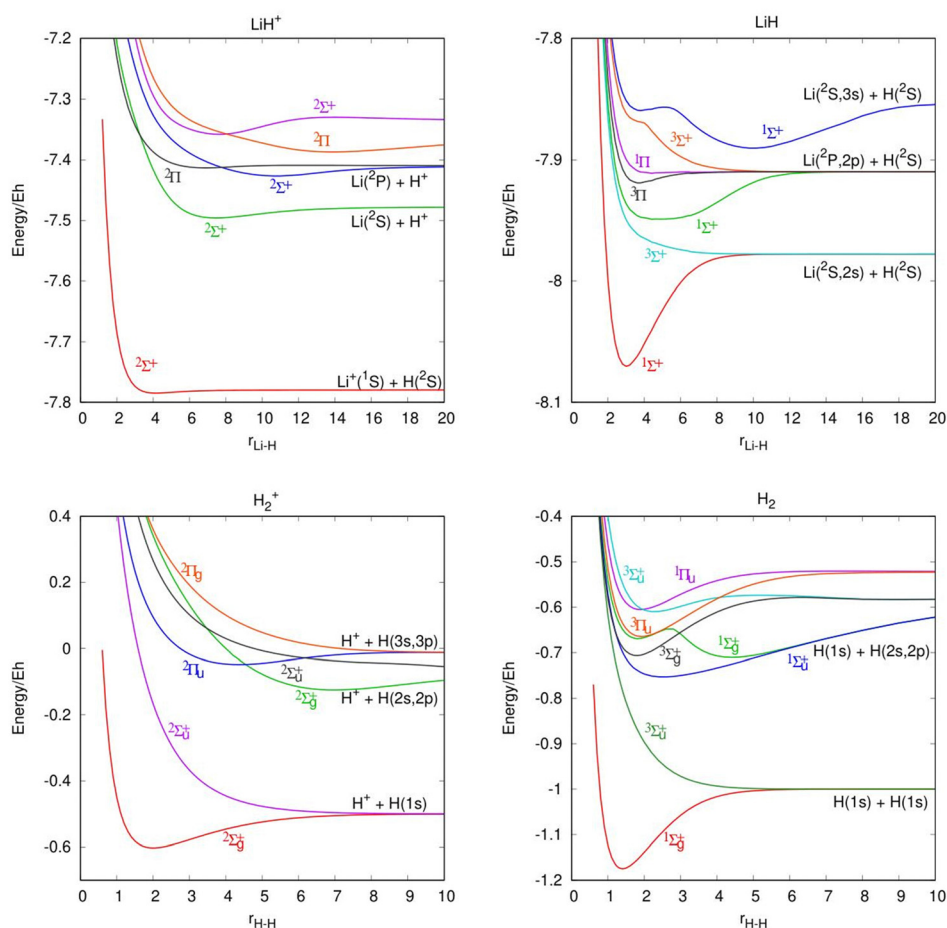 LiH⁺
-7.2
-7.3
-7.4
-7.5
-7.6
-7.7
-7.8
Energy/Eh
²Σ⁺
²Π
²Π
²Σ⁺
Li(²P) + H⁺
Li(²S) + H⁺
²Σ⁺
²Σ⁺
Li⁺(¹S) + H(²S)
0 2 4 6 8 10 12 14 16 18 20
r Li-H
LiH
-7.8
-7.9
-8
-8.1
Energy/Eh
Li(²S,3s) + H(²S)
³Σ⁺
¹Σ⁺
¹Π
Li(²P,2p) + H(²S)
³Π
¹Σ⁺
³Σ⁺
Li(²S,2s) + H(²S)
¹Σ⁺
0 2 4 6 8 10 12 14 16 18 20
r Li-H
H₂⁺
0.4
0.2
0
-0.2
-0.4
-0.6
Energy/Eh
²Πg
H⁺ + H(3s,3p)
²Πu
²Σu⁺
²Σg⁺
H⁺ + H(2s,2p)
²Σu⁺
H⁺ + H(1s)
²Σg⁺
0 1 2 3 4 5 6 7 8 9 10
r H-H
H₂
-0.4
-0.5
-0.6
-0.7
-0.8
-0.9
-1
-1.1
-1.2
Energy/Eh
³Σu⁺
¹Πu
³Πu
³Σg⁺
¹Σg⁺
H(1s) + H(2s,2p)
¹Σu⁺
³Σu⁺
H(1s) + H(1s)
¹Σg⁺
0 1 2 3 4 5 6 7 8 9 10
r H-H